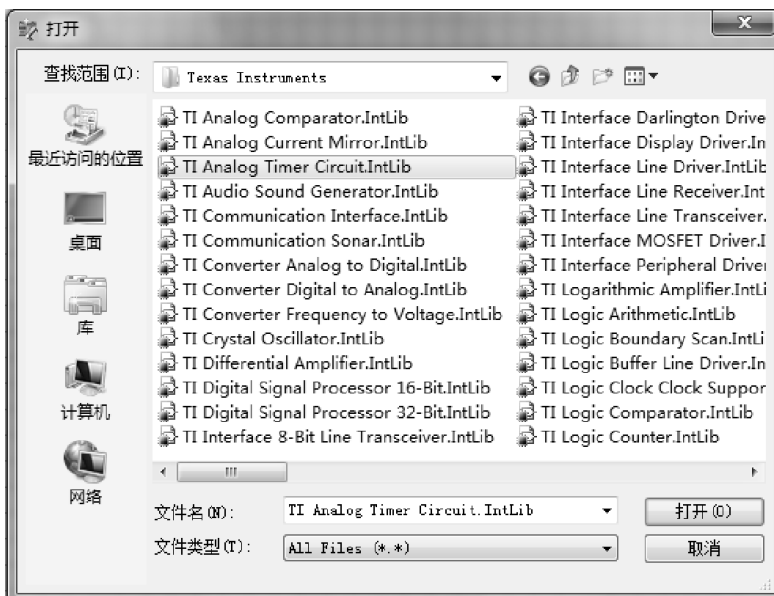 打开
查找范围(I):
Texas Instruments
最近访问的位置
桌面
库
计算机
网络
TI Analog Comparator.IntLib
TI Analog Current Mirror.IntLib
TI Analog Timer Circuit.IntLib
TI Audio Sound Generator.IntLib
TI Communication Interface.IntLib
TI Communication Sonar.IntLib
TI Converter Analog to Digital.IntLib
TI Converter Digital to Analog.IntLib
TI Converter Frequency to Voltage.IntLib
TI Crystal Oscillator.IntLib
TI Differential Amplifier.IntLib
TI Digital Signal Processor 16-Bit.IntLib
TI Digital Signal Processor 32-Bit.IntLib
TI Interface 8-Bit Line Transceiver.IntLib
TI Interface Darlington Drive
TI Interface Display Driver.In
TI Interface Line Driver.IntLib
TI Interface Line Receiver.Int
TI Interface Line Transceiver.
TI Interface MOSFET Driver.I
TI Interface Peripheral Driver
TI Logarithmic Amplifier.IntLi
TI Logic Arithmetic.IntLib
TI Logic Boundary Scan.IntLi
TI Logic Buffer Line Driver.In
TI Logic Clock Clock Suppor
TI Logic Comparator.IntLib
TI Logic Counter.IntLib
文件名(N):
TI Analog Timer Circuit.IntLib
打开(O)
文件类型(T):
All Files (*.*)
取消